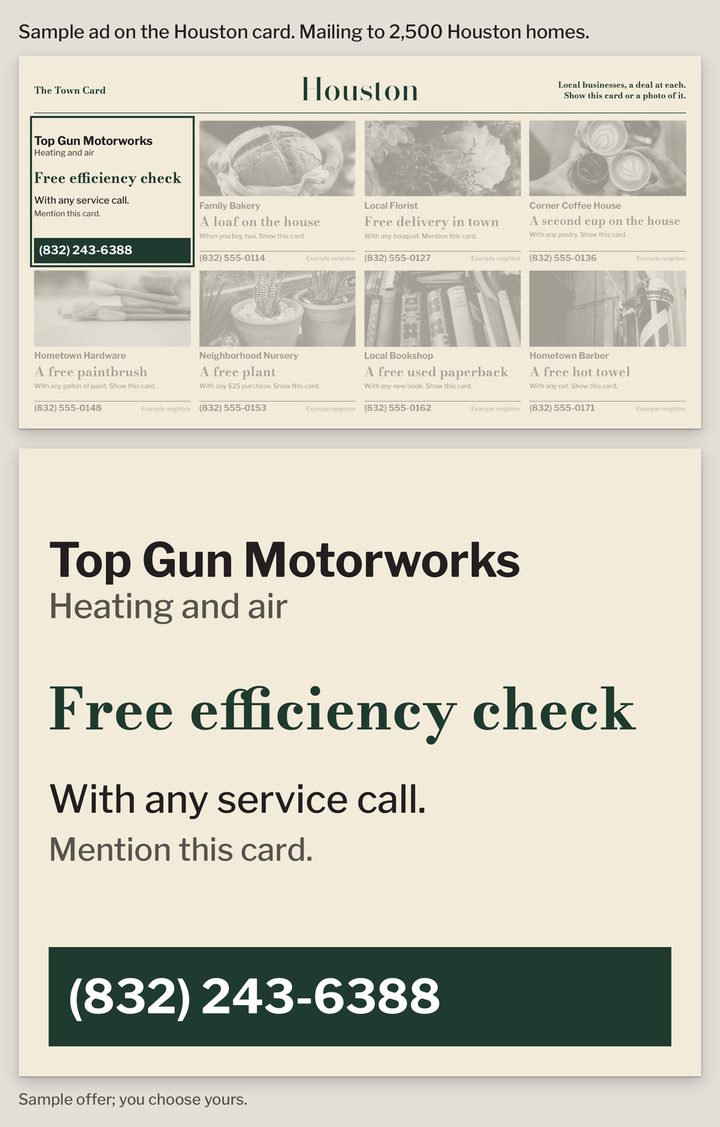 Sample ad on the Houston card. Mailing to 2,500 Houston homes.
The Town Card
Houston
Local businesses, a deal at each.
Show this card or a photo of it.
Top Gun Motorworks
Heating and air
Free efficiency check
With any service call.
Mention this card.
(832) 243-6388
Family Bakery
A loaf on the house
When you buy two. Show this card.
(832) 555-0114
Example neighbor
Local Florist
Free delivery in town
With any bouquet. Mention this card.
(832) 555-0127
Example neighbor
Corner Coffee House
A second cup on the house
With any pastry. Show this card.
(832) 555-0136
Example neighbor
Hometown Hardware
A free paintbrush
With any gallon of paint. Show this card.
(832) 555-0148
Example neighbor
Neighborhood Nursery
A free plant
With any $25 purchase. Show this card.
(832) 555-0153
Example neighbor
Local Bookshop
A free used paperback
With any new book. Show this card.
(832) 555-0162
Example neighbor
Hometown Barber
A free hot towel
With any cut. Show this card.
(832) 555-0171
Example neighbor
Top Gun Motorworks
Heating and air
Free efficiency check
With any service call.
Mention this card.
(832) 243-6388
Sample offer; you choose yours.